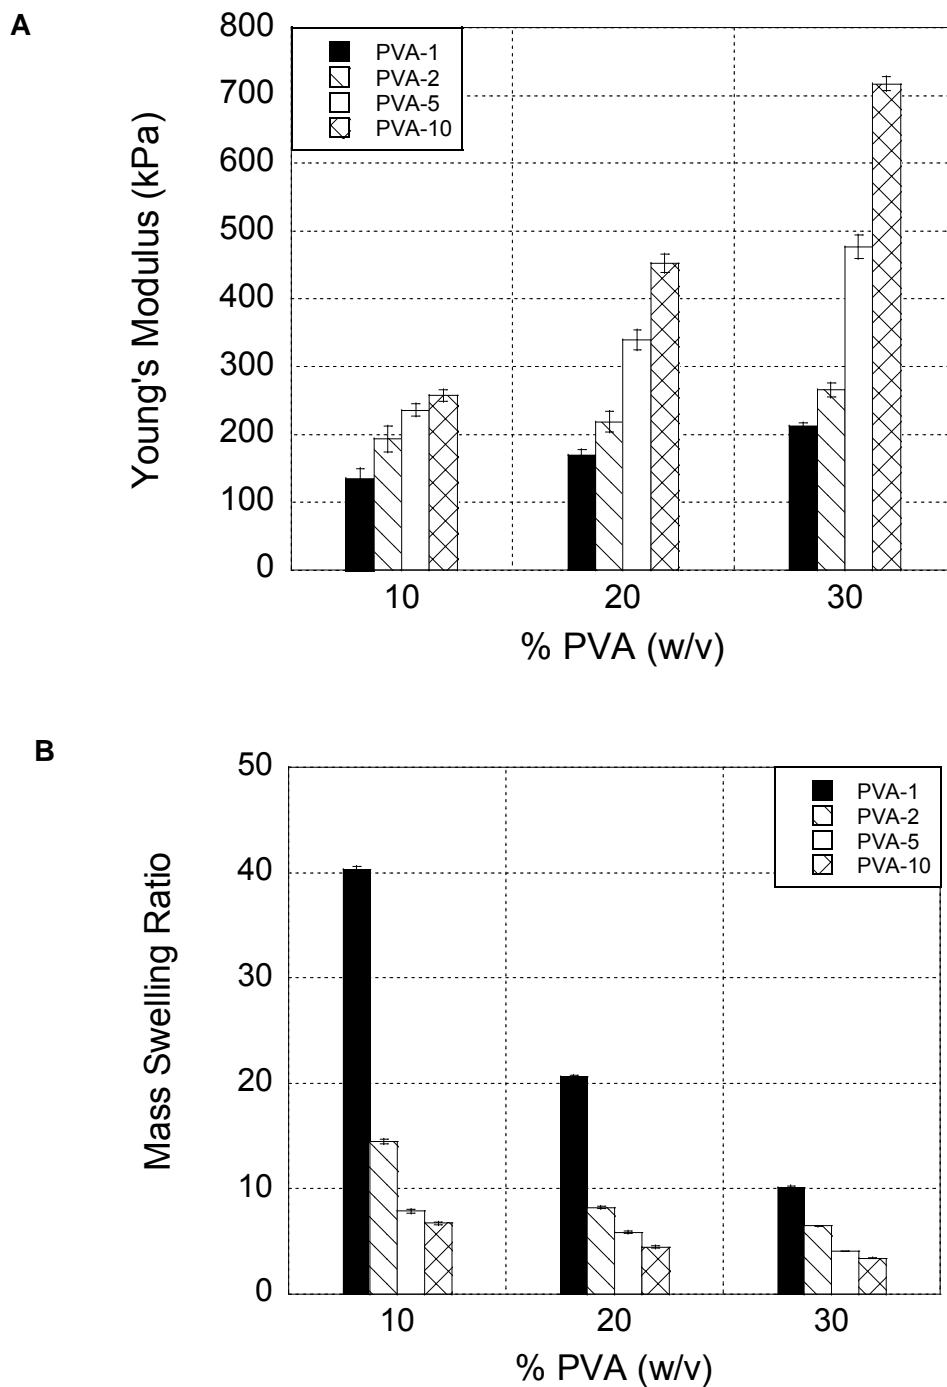 A
Young's Modulus (kPa)
800
700
600
500
400
300
200
100
0
PVA-1
PVA-2
PVA-5
PVA-10
10 20 30
% PVA (w/v)
B
Mass Swelling Ratio
50
40
30
20
10
0
PVA-1
PVA-2
PVA-5
PVA-10
10 20 30
% PVA (w/v)